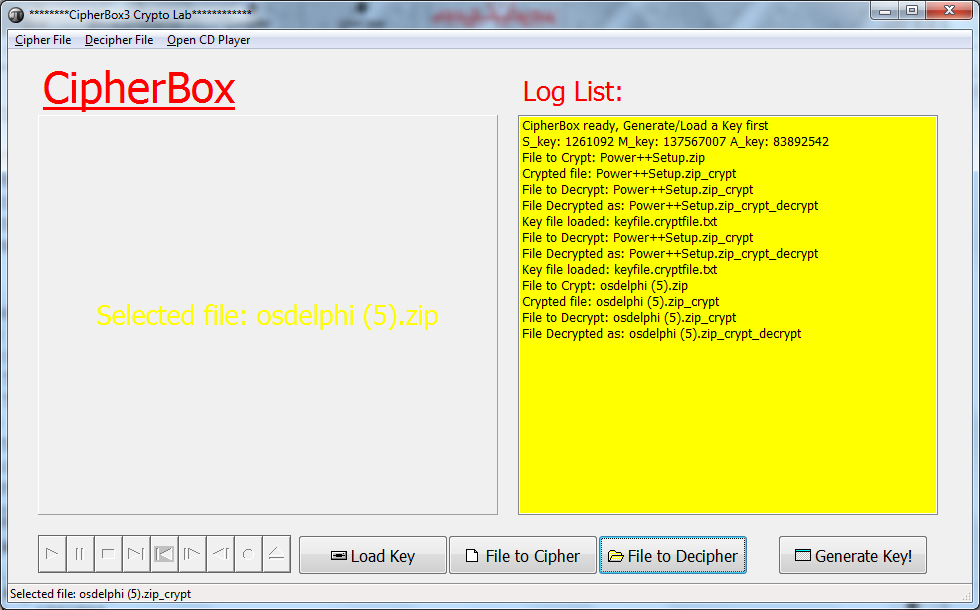 ********CipherBox3 Crypto Lab************
Cipher File Decipher File Open CD Player
CipherBox
Log List:
Selected file: osdelphi (5).zip
CipherBox ready, Generate/Load a Key first
S_key: 1261092 M_key: 137567007 A_key: 83892542
File to Crypt: Power++Setup.zip
Crypted file: Power++Setup.zip_crypt
File to Decrypt: Power++Setup.zip_crypt
File Decrypted as: Power++Setup.zip_crypt_decrypt
Key file loaded: keyfile.cryptfile.txt
File to Decrypt: Power++Setup.zip_crypt
File Decrypted as: Power++Setup.zip_crypt_decrypt
Key file loaded: keyfile.cryptfile.txt
File to Crypt: osdelphi (5).zip
Crypted file: osdelphi (5).zip_crypt
File to Decrypt: osdelphi (5).zip_crypt
File Decrypted as: osdelphi (5).zip_crypt_decrypt
Load Key File to Cipher File to Decipher Generate Key!
Selected file: osdelphi (5).zip_crypt